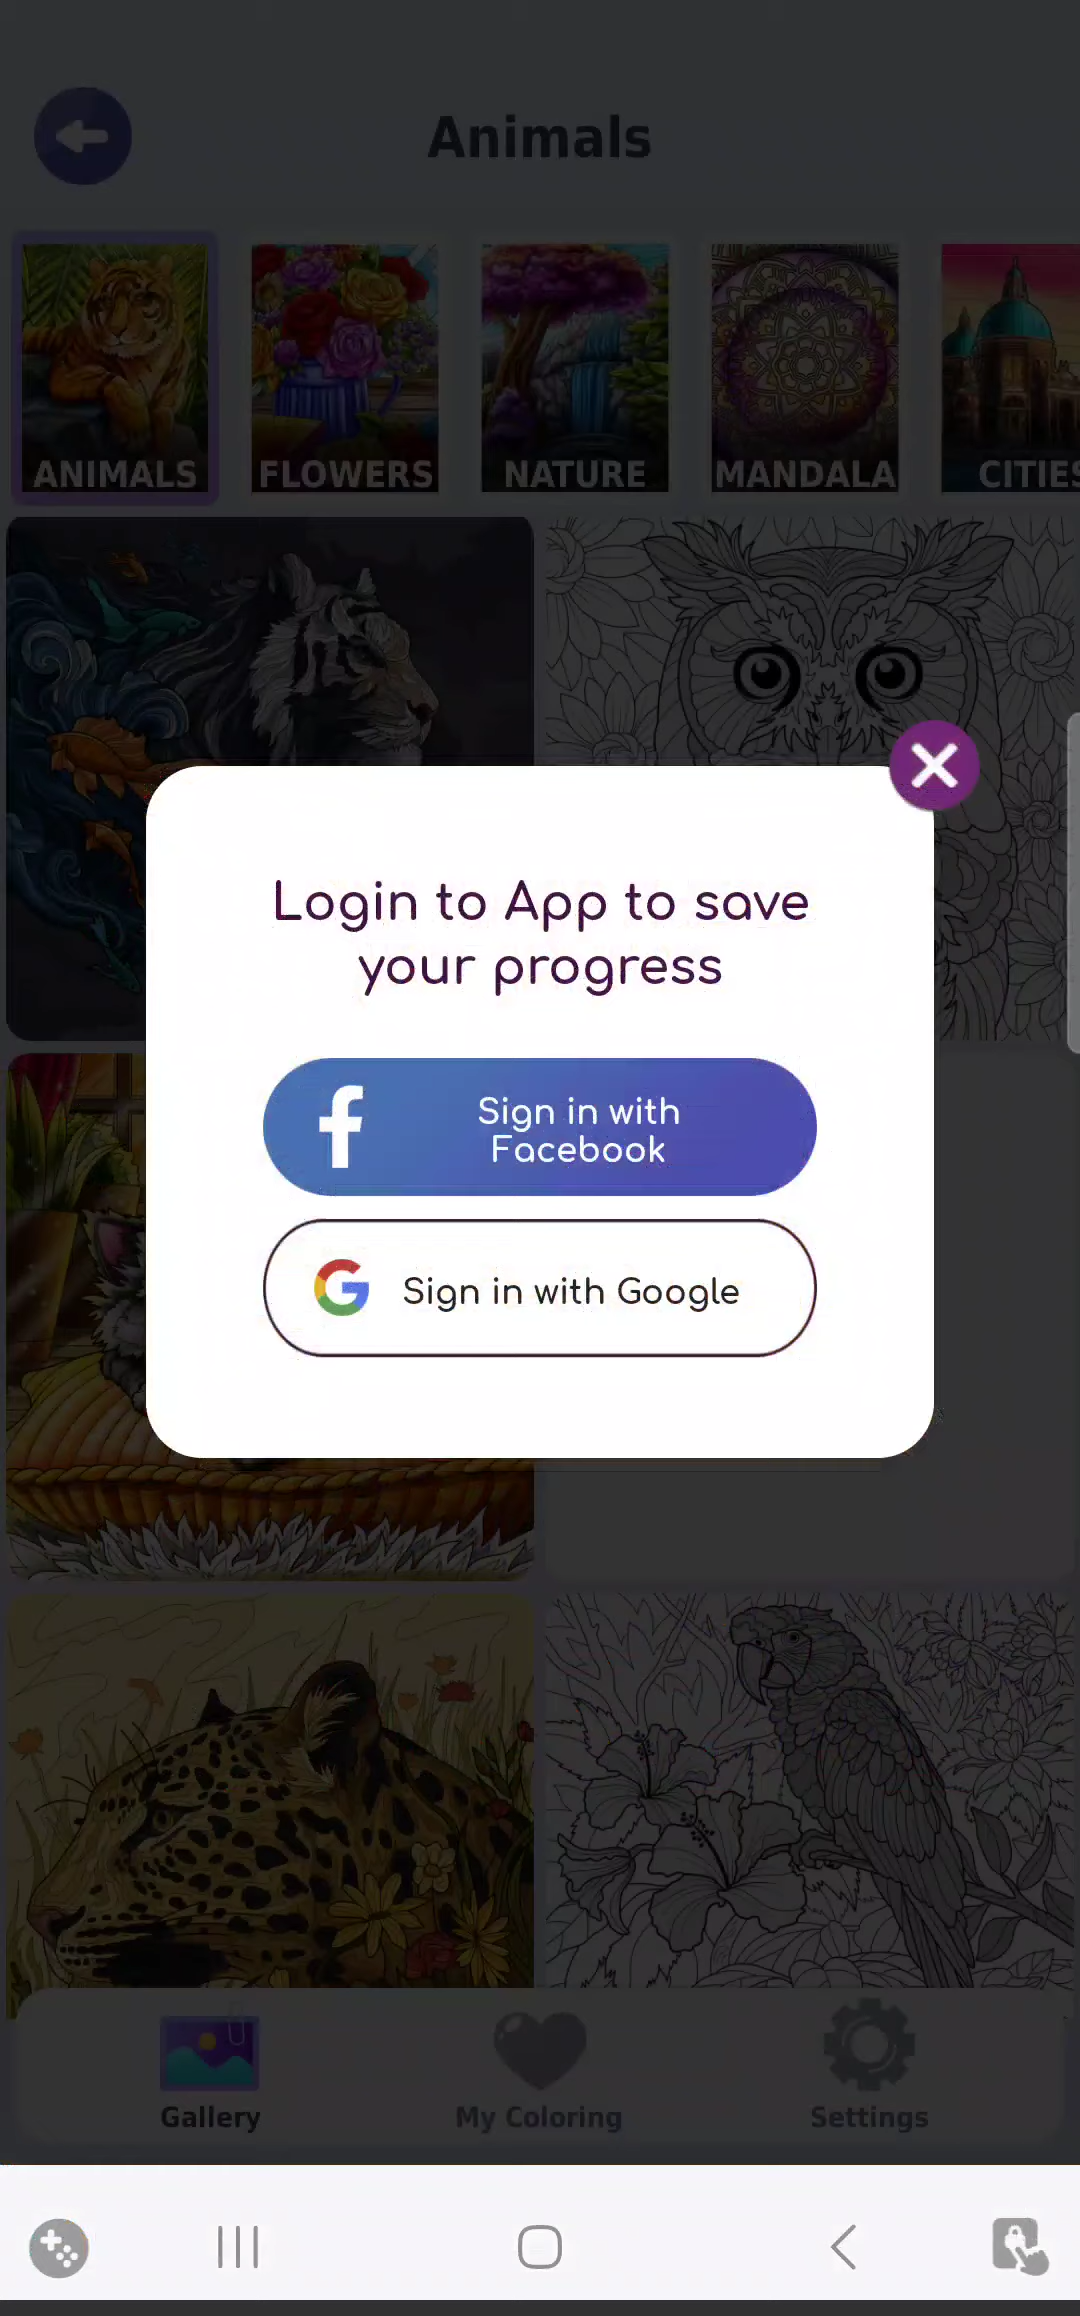 Animals
ANIMALS FLOWERS NATURE MANDALA CITIES
Login to App to save
your progress
Sign in with
Facebook
Sign in with Google
Gallery My Coloring Settings